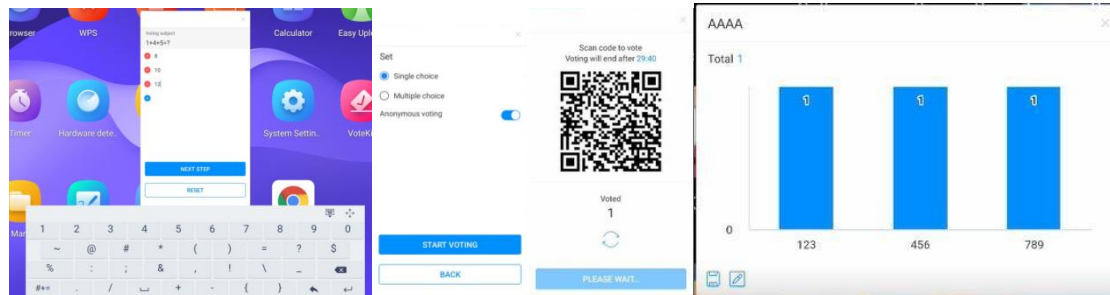 rowser
WPS
Calculator
Easy Uplo
Timer
Hardware dete..
System Settin..
VoteKi
Mar
Voting subject
1+4+5=?
8
10
12
NEXT STEP
RESET
1 2 3 4 5 6 7 8 9 0
~ @ # * ( ) = ? $
% : ; & , ! \ _
#+= . / + - { }
Set
Single choice
Multiple choice
Anonymous voting
START VOTING
BACK
Scan code to vote
Voting will end after 29:40
Voted
1
PLEASE WAIT..
AAAA
Total 1
1 1 1
0
123 456 789